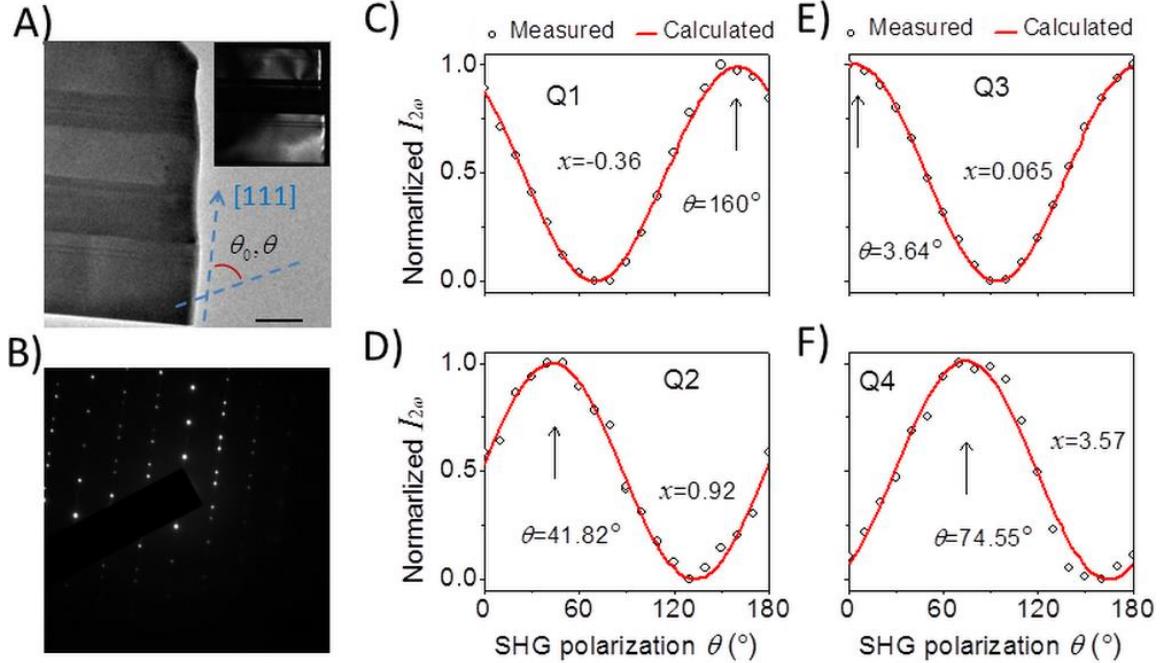 A)
[111]
θ₀, θ
B)
C)
Measured
Calculated
Normarlized I₂ω
1.0
0.5
0.0
Q1
x=-0.36
θ=160°
D)
Normarlized I₂ω
1.0
0.5
0.0
Q2
x=0.92
θ=41.82°
0 60 120 180
SHG polarization θ (°)
E)
Measured
Calculated
Q3
x=0.065
θ=3.64°
F)
Q4
x=3.57
θ=74.55°
0 60 120 180
SHG polarization θ (°)